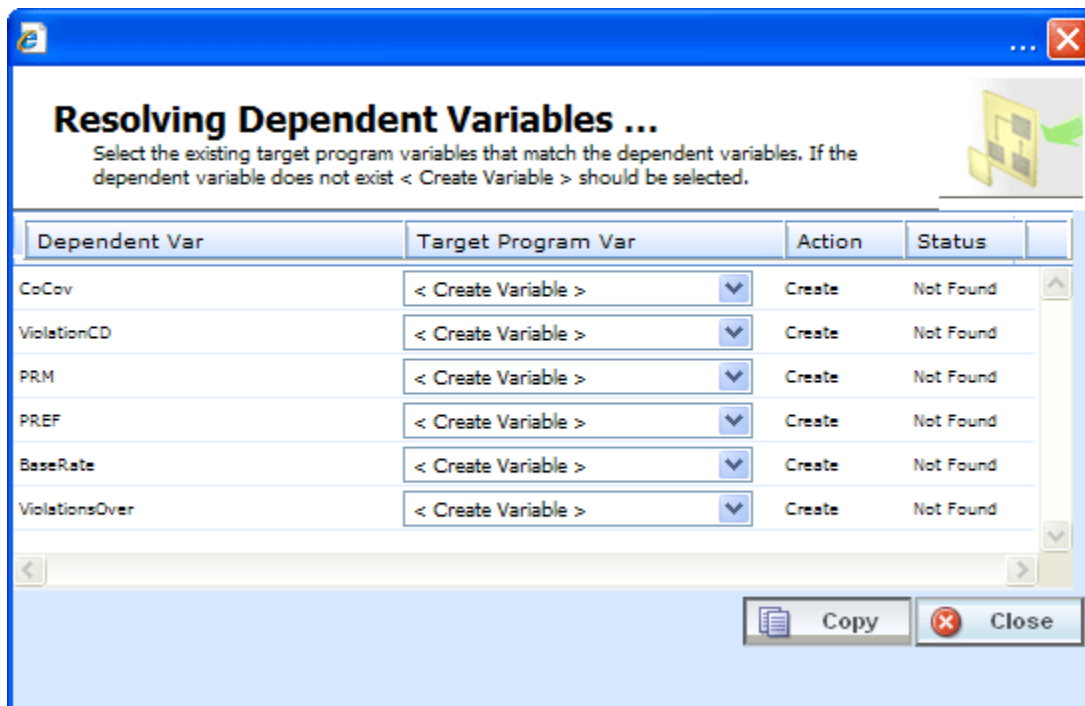 ...
Resolving Dependent Variables ...
Select the existing target program variables that match the dependent variables. If the
dependent variable does not exist < Create Variable > should be selected.
Dependent Var Target Program Var Action Status
CoCov < Create Variable > Create Not Found
ViolationCD < Create Variable > Create Not Found
PRM < Create Variable > Create Not Found
PREF < Create Variable > Create Not Found
BaseRate < Create Variable > Create Not Found
ViolationsOver < Create Variable > Create Not Found
Copy Close